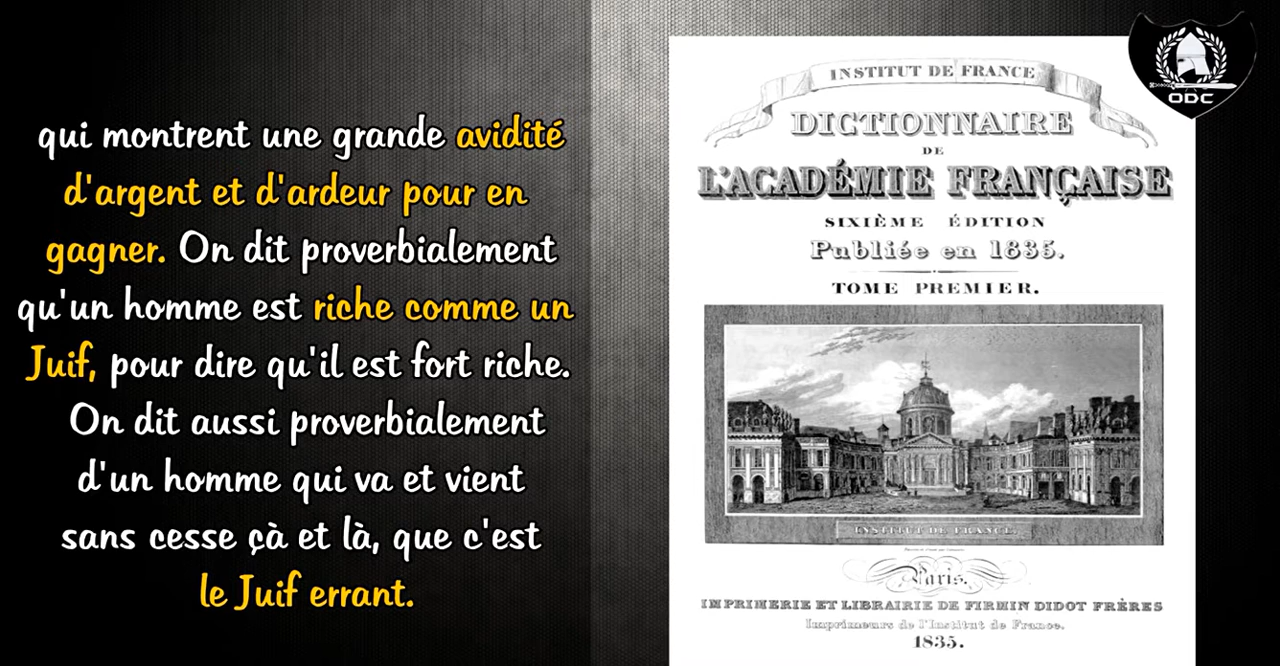 qui montrent une grande avidité
d'argent et d'ardeur pour en
gagner. On dit proverbialement
qu'un homme est riche comme un
Juif, pour dire qu'il est fort riche.
On dit aussi proverbialement
d'un homme qui va et vient
sans cesse çà et là, que c'est
le Juif errant.
ODC
INSTITUT DE FRANCE
DICTIONNAIRE
DE
L'ACADÉMIE FRANÇAISE
SIXIÈME ÉDITION
Publiée en 1835.
TOME PREMIER.
INSTITUT DE FRANCE.
Paris.
IMPRIMERIE ET LIBRAIRIE DE FIRMIN DIDOT FRÈRES
Imprimeurs de l'Institut de France.
1835.